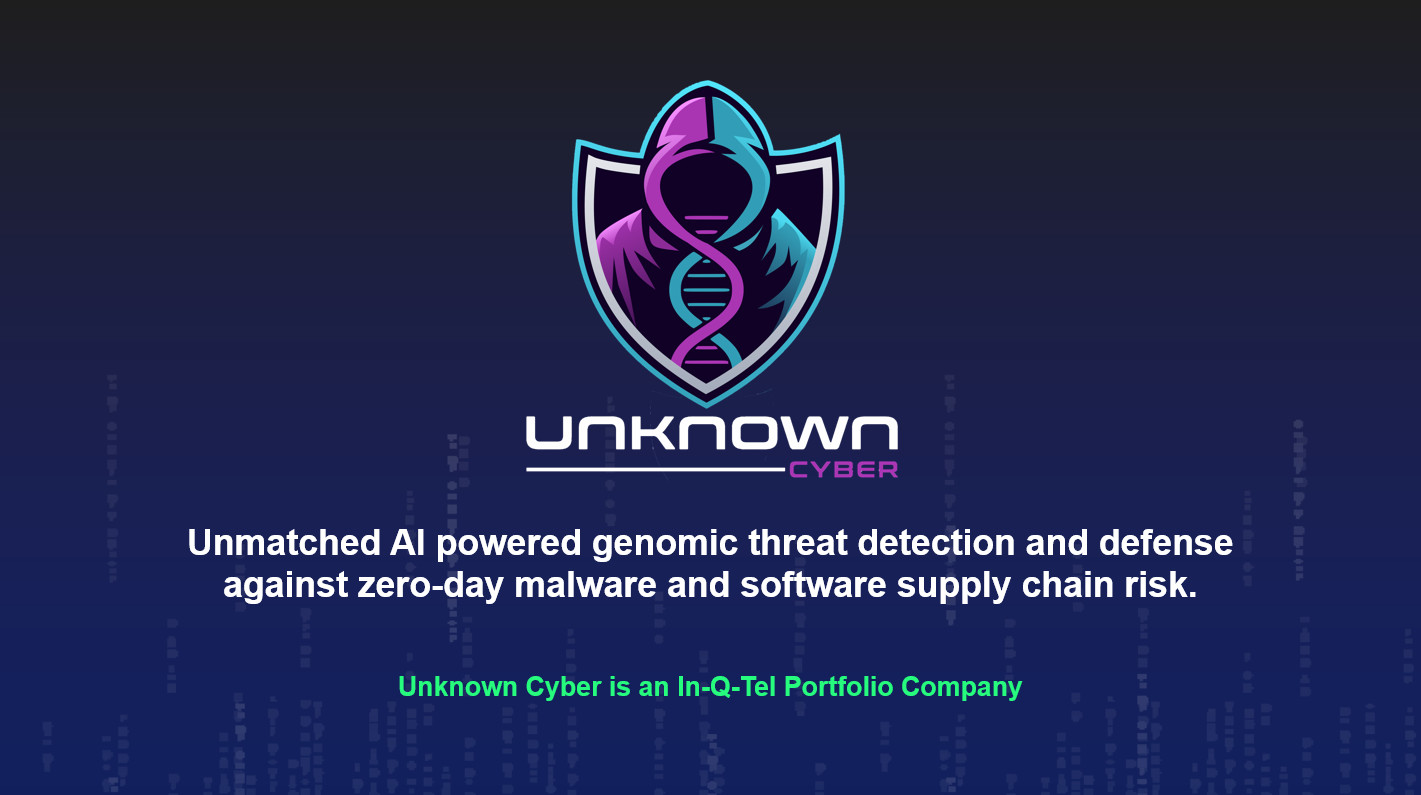 UNKNOWN
CYBER
Unmatched AI powered genomic threat detection and defense
against zero-day malware and software supply chain risk.
Unknown Cyber is an In-Q-Tel Portfolio Company